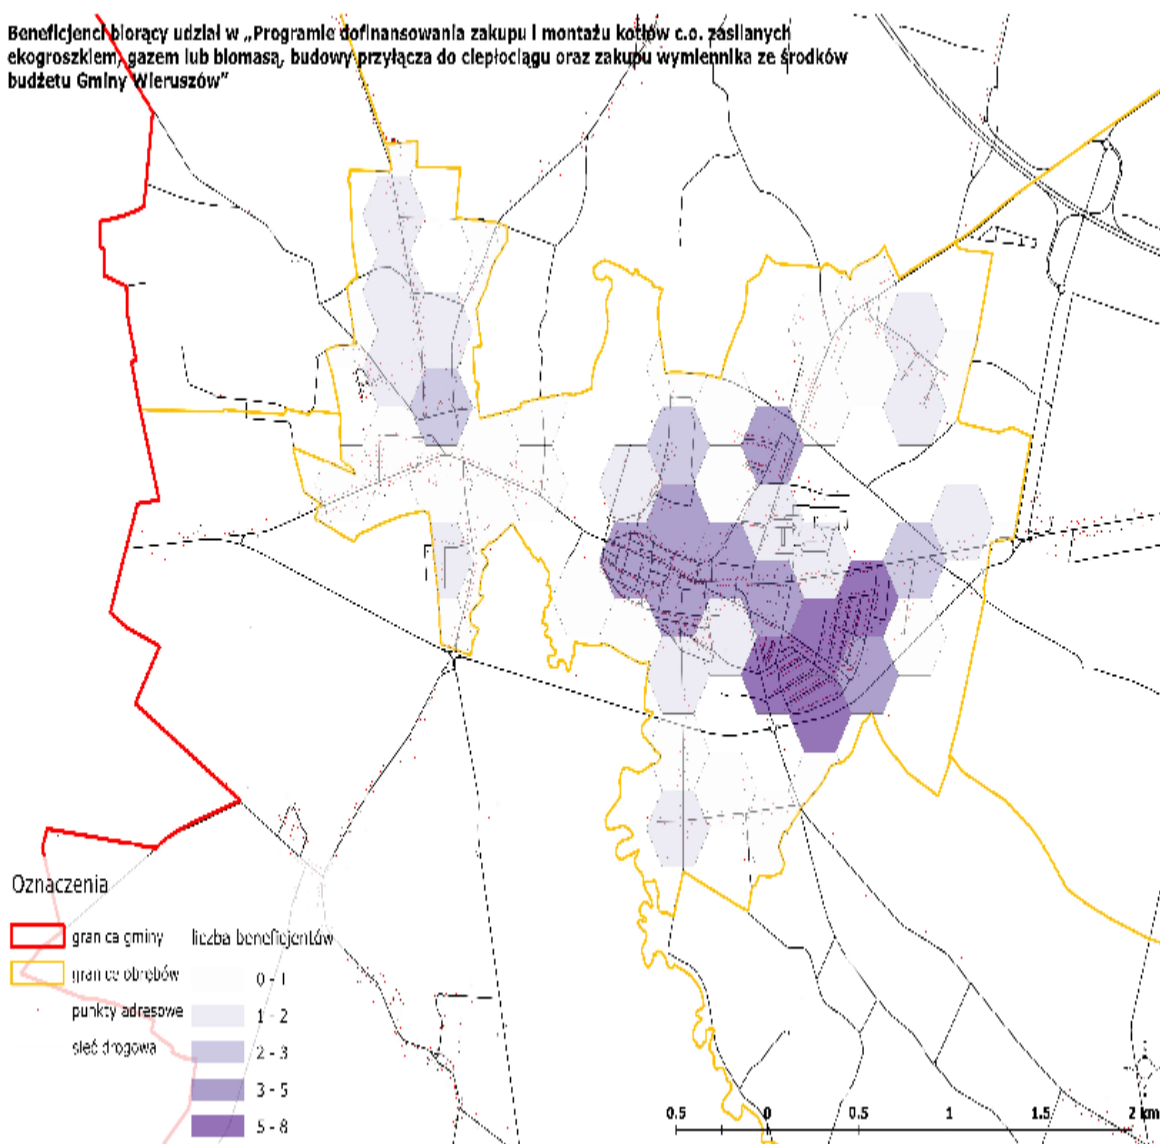 Beneficjenci biorący udział w „Programie dofinansowania zakupu i montażu kotłów c.o. zasilanych
ekogroszkiem, gazem lub biomasą, budowy przyłącza do ciepłociągu oraz zakupu wymiennika ze środków
budżetu Gminy Wieruszów”
Oznaczenia
granica gminy
granice obrębów
punkty adresowe
sieć drogowa
liczba beneficjentów
0 - 1
1 - 2
2 - 3
3 - 5
5 - 8
0.5 0 0.5 1 1.5 2 km